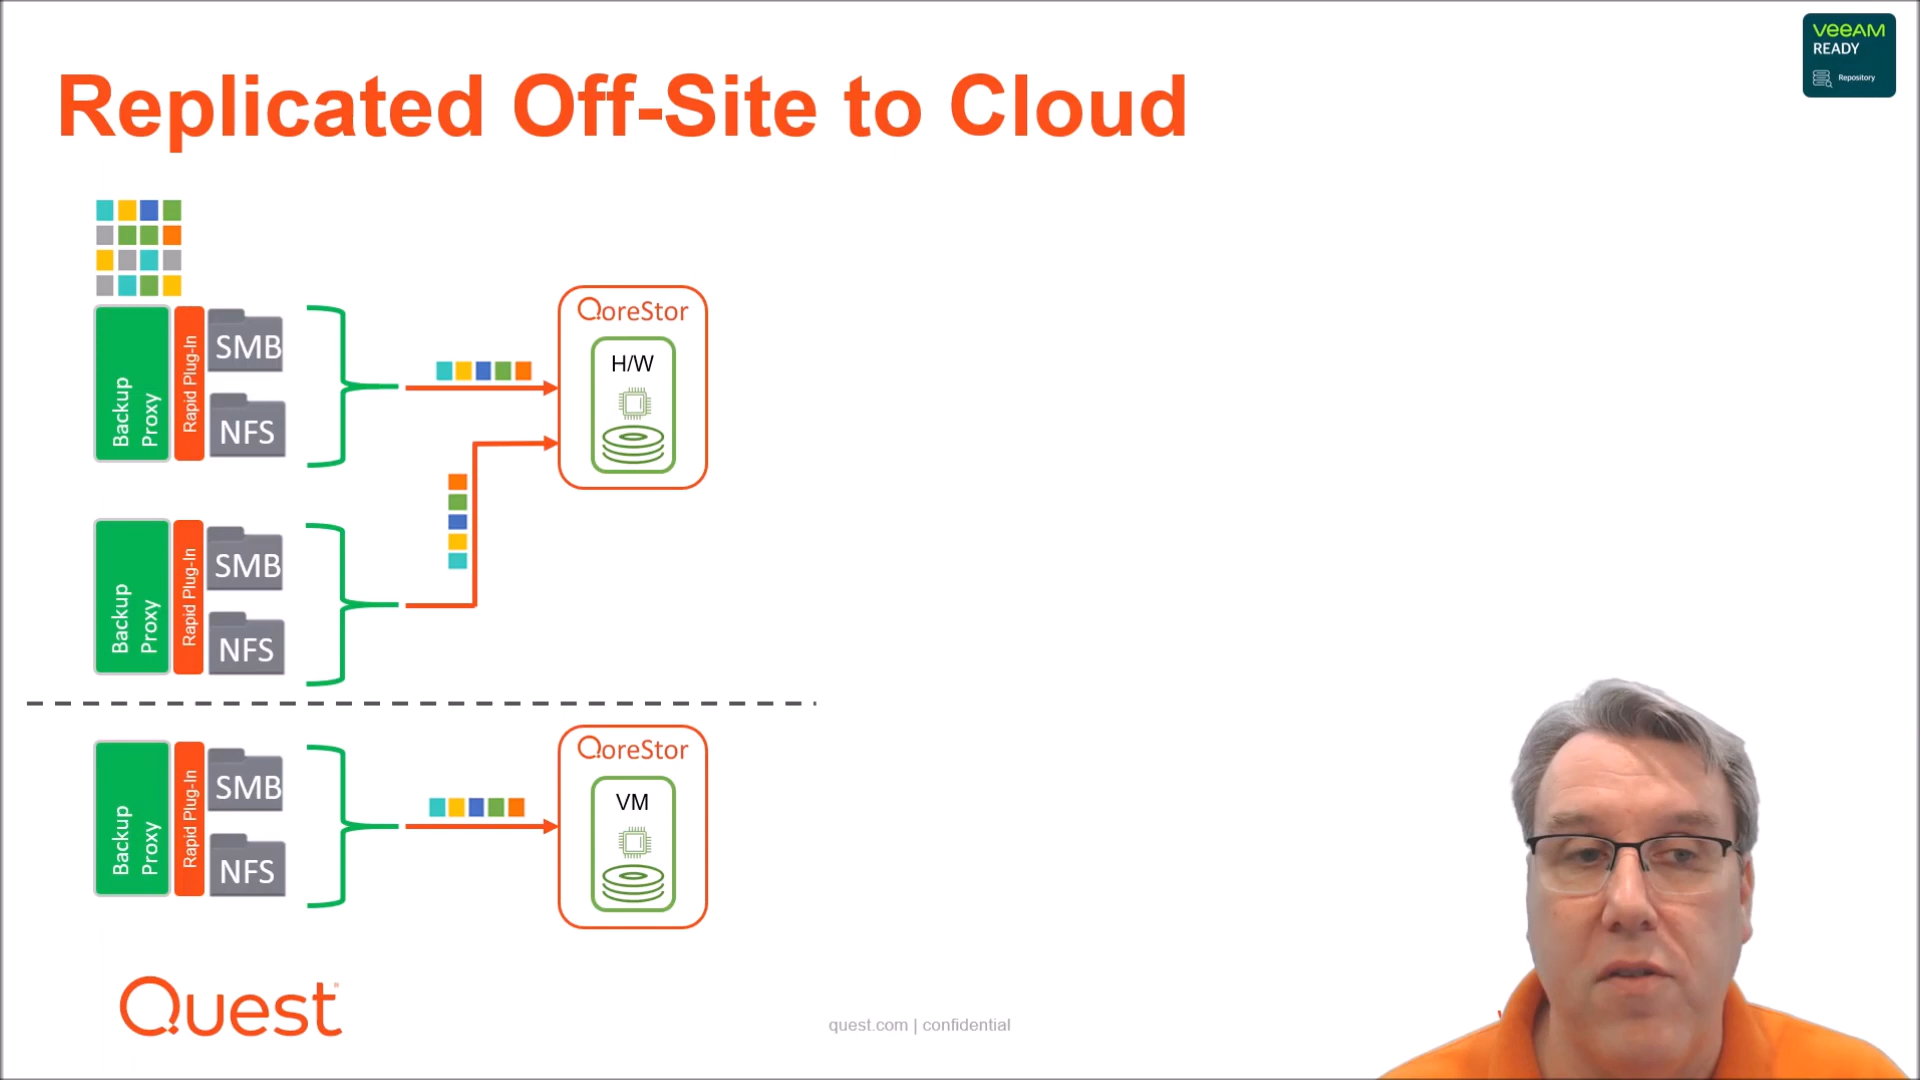 veeAM
READY
Repository
Replicated Off-Site to Cloud
Backup
Proxy
Rapid Plug-In
SMB
NFS
QoreStor
H/W
Backup
Proxy
Rapid Plug-In
SMB
NFS
Backup
Proxy
Rapid Plug-In
SMB
NFS
QoreStor
VM
Quest
quest.com | confidential